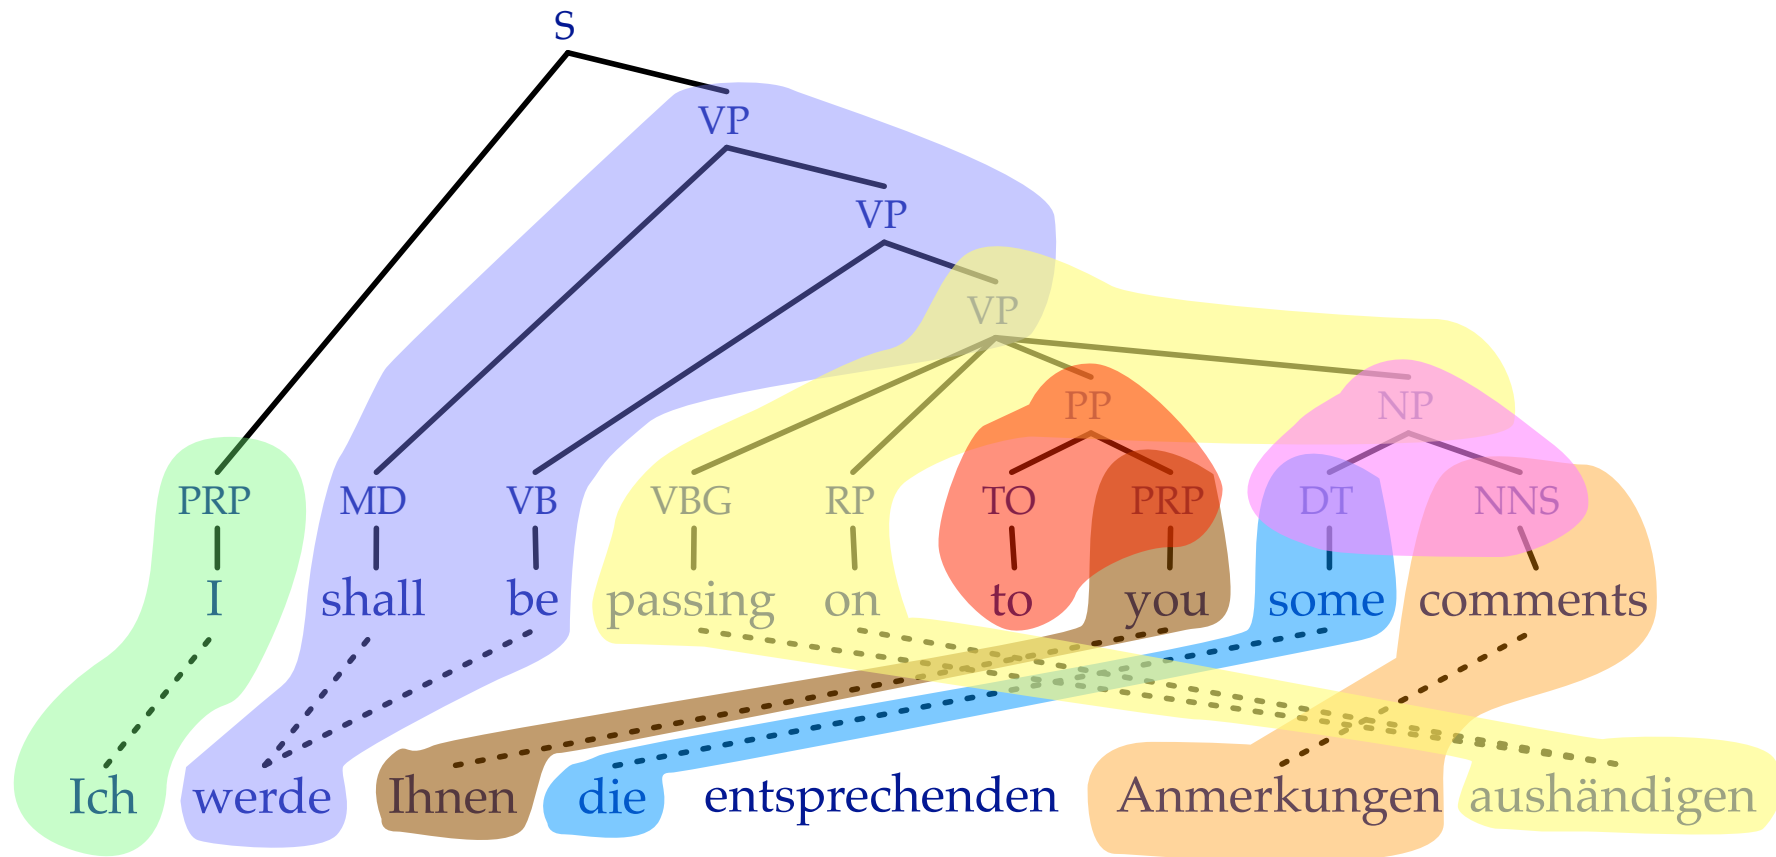 S
VP
VP
VP
PP NP
PRP MD VB VBG RP TO PRP DT NNS
I shall be passing on to you some comments
Ich werde Ihnen die entsprechenden Anmerkungen aushändigen